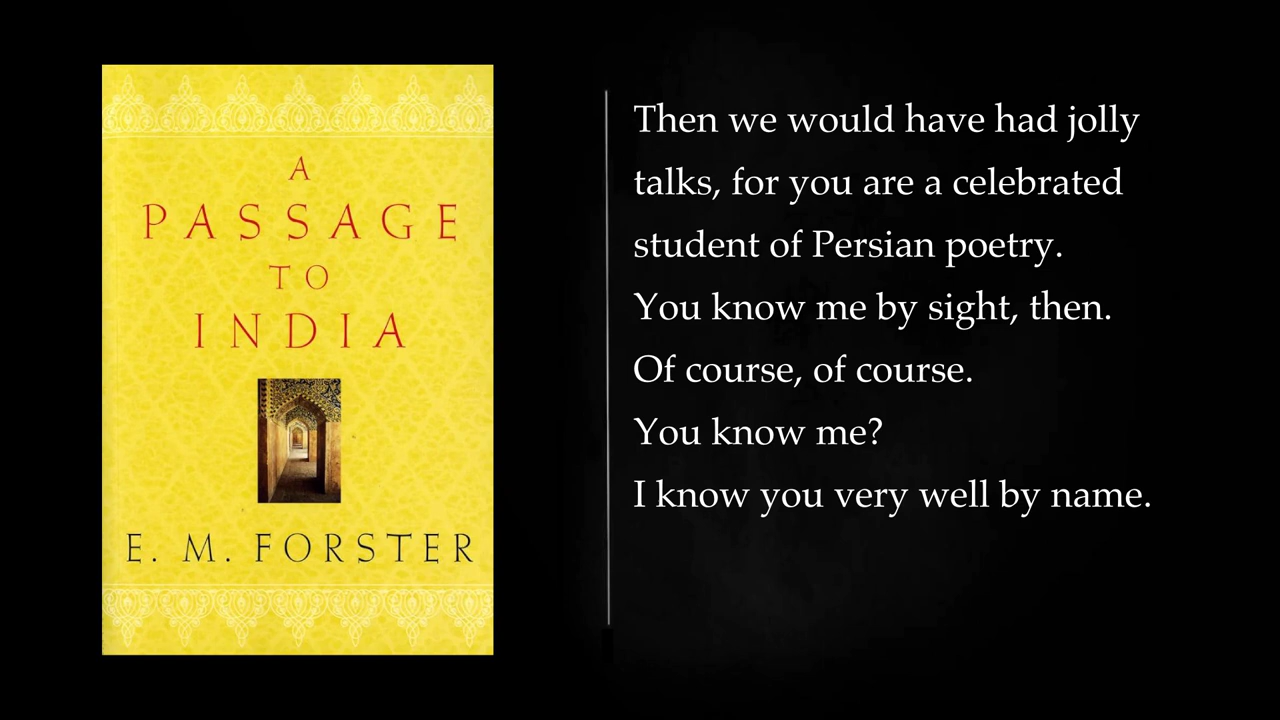 A
PASSAGE
TO
INDIA
E. M. FORSTER
Then we would have had jolly
talks, for you are a celebrated
student of Persian poetry.
You know me by sight, then.
Of course, of course.
You know me?
I know you very well by name.